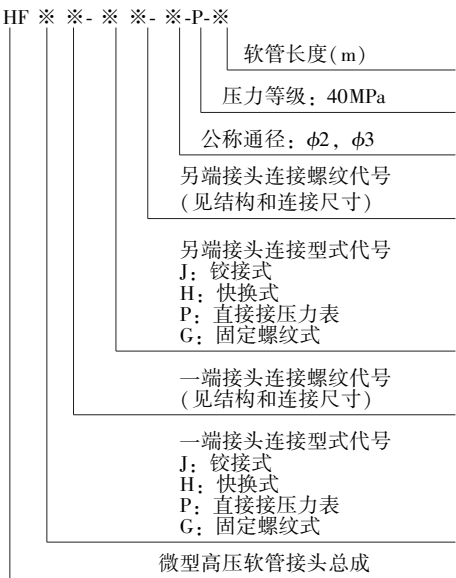 HF ※ ※- ※ ※- ※-P-※
软管长度(m)
压力等级：40MPa
公称通径：ϕ2，ϕ3
另端接头连接螺纹代号
(见结构和连接尺寸)
另端接头连接型式代号
J：铰接式
H：快换式
P：直接接压力表
G：固定螺纹式
一端接头连接螺纹代号
(见结构和连接尺寸)
一端接头连接型式代号
J：铰接式
H：快换式
P：直接接压力表
G：固定螺纹式
微型高压软管接头总成